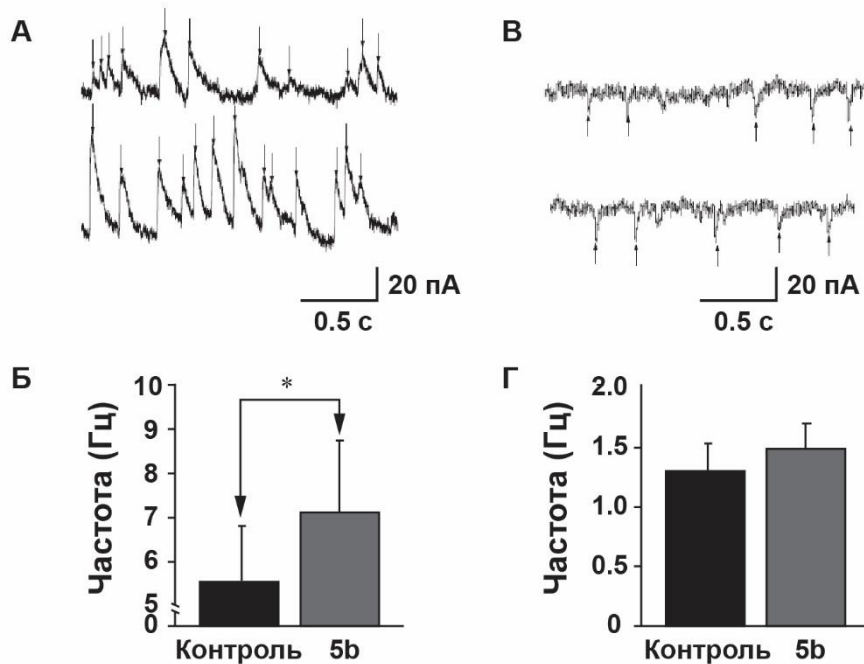 А
В
20 пА
0.5 с
20 пА
0.5 с
Б
Частота (Гц)
10
9
8
7
6
5
0
*
Контроль 5b
Г
Частота (Гц)
2.0
1.5
1.0
0.5
0
Контроль 5b